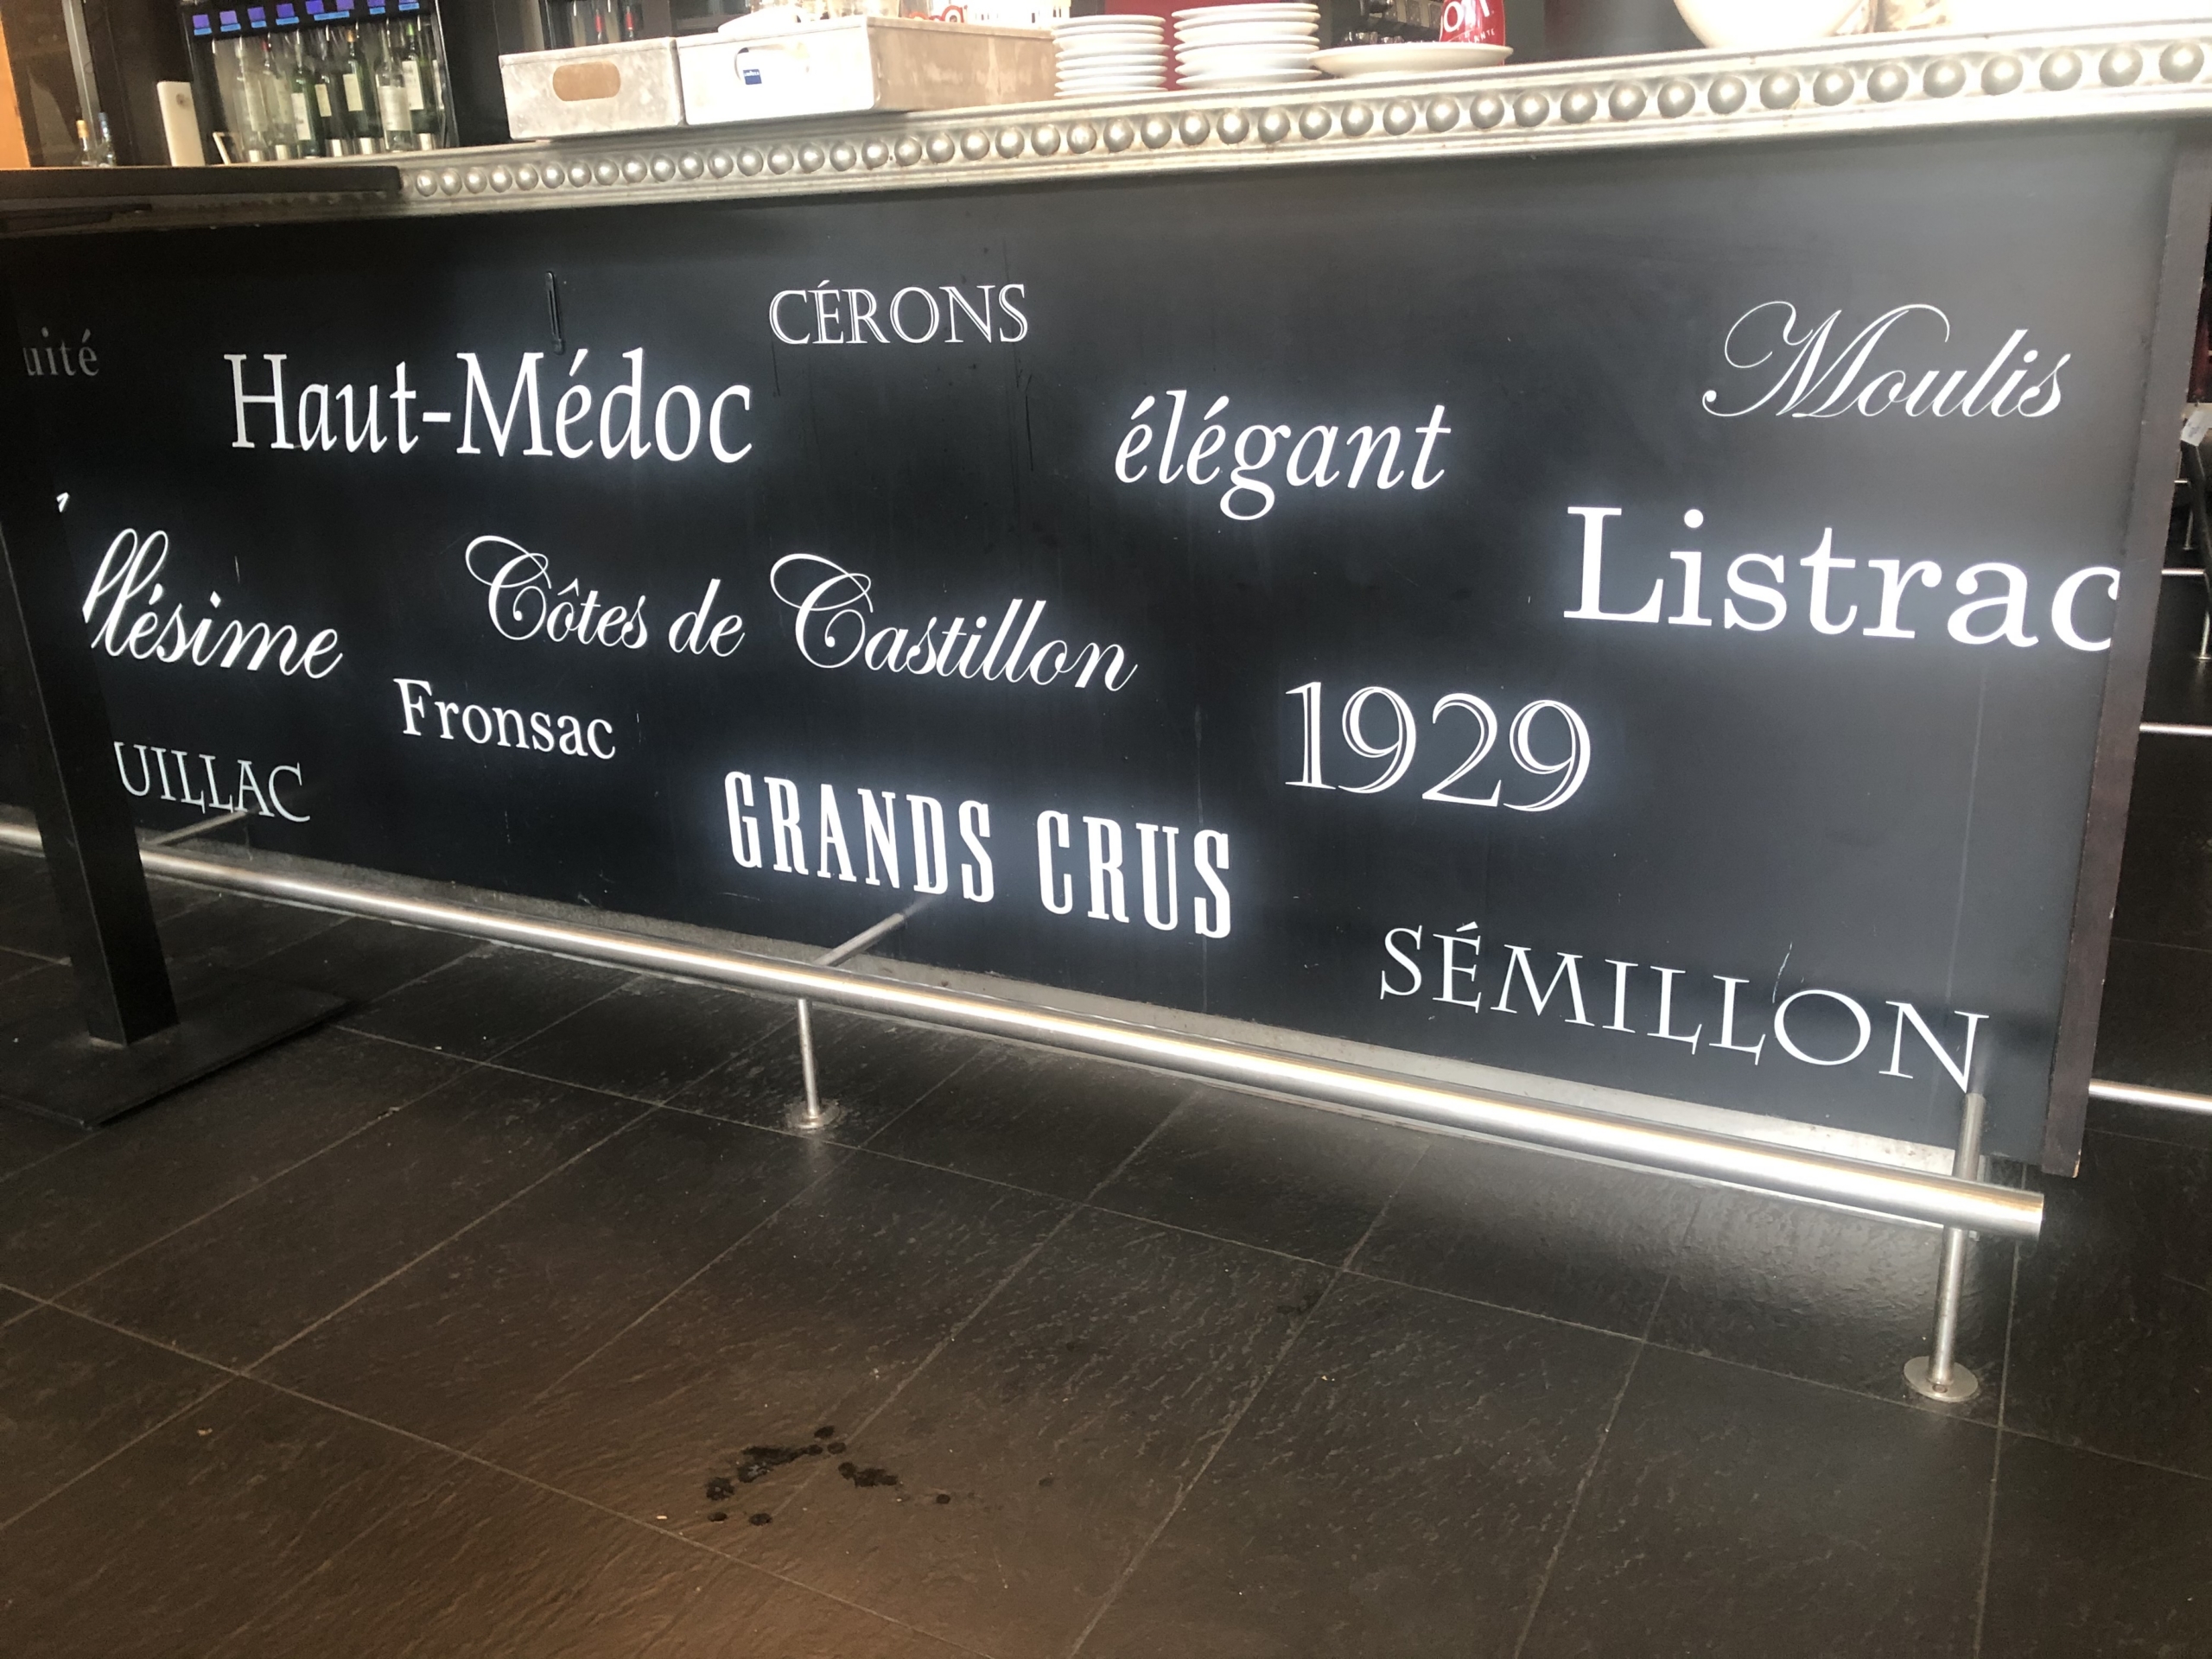 CÉRONS
Moulis
uité
Haut-Médoc
élégant
Listrac
llésime
Côtes de Castillon
Fronsac
1929
UILLAC
GRANDS CRUS
SÉMILLON